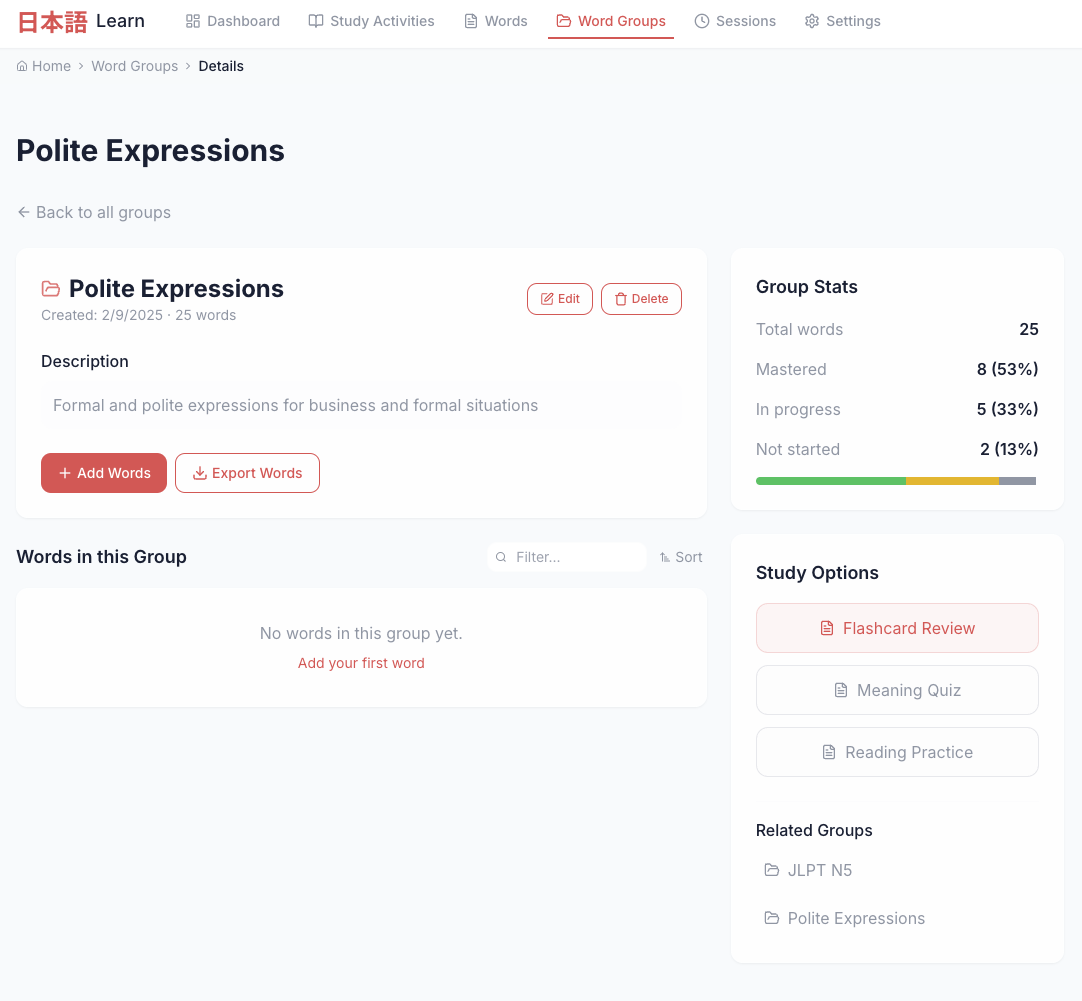 日本語 Learn Dashboard Study Activities Words Word Groups Sessions Settings
Home > Word Groups > Details
Polite Expressions
← Back to all groups
Polite Expressions
Created: 2/9/2025 · 25 words
Edit Delete
Description
Formal and polite expressions for business and formal situations
+ Add Words Export Words
Words in this Group
Filter... Sort
No words in this group yet.
Add your first word
Group Stats
Total words 25
Mastered 8 (53%)
In progress 5 (33%)
Not started 2 (13%)
Study Options
Flashcard Review
Meaning Quiz
Reading Practice
Related Groups
JLPT N5
Polite Expressions